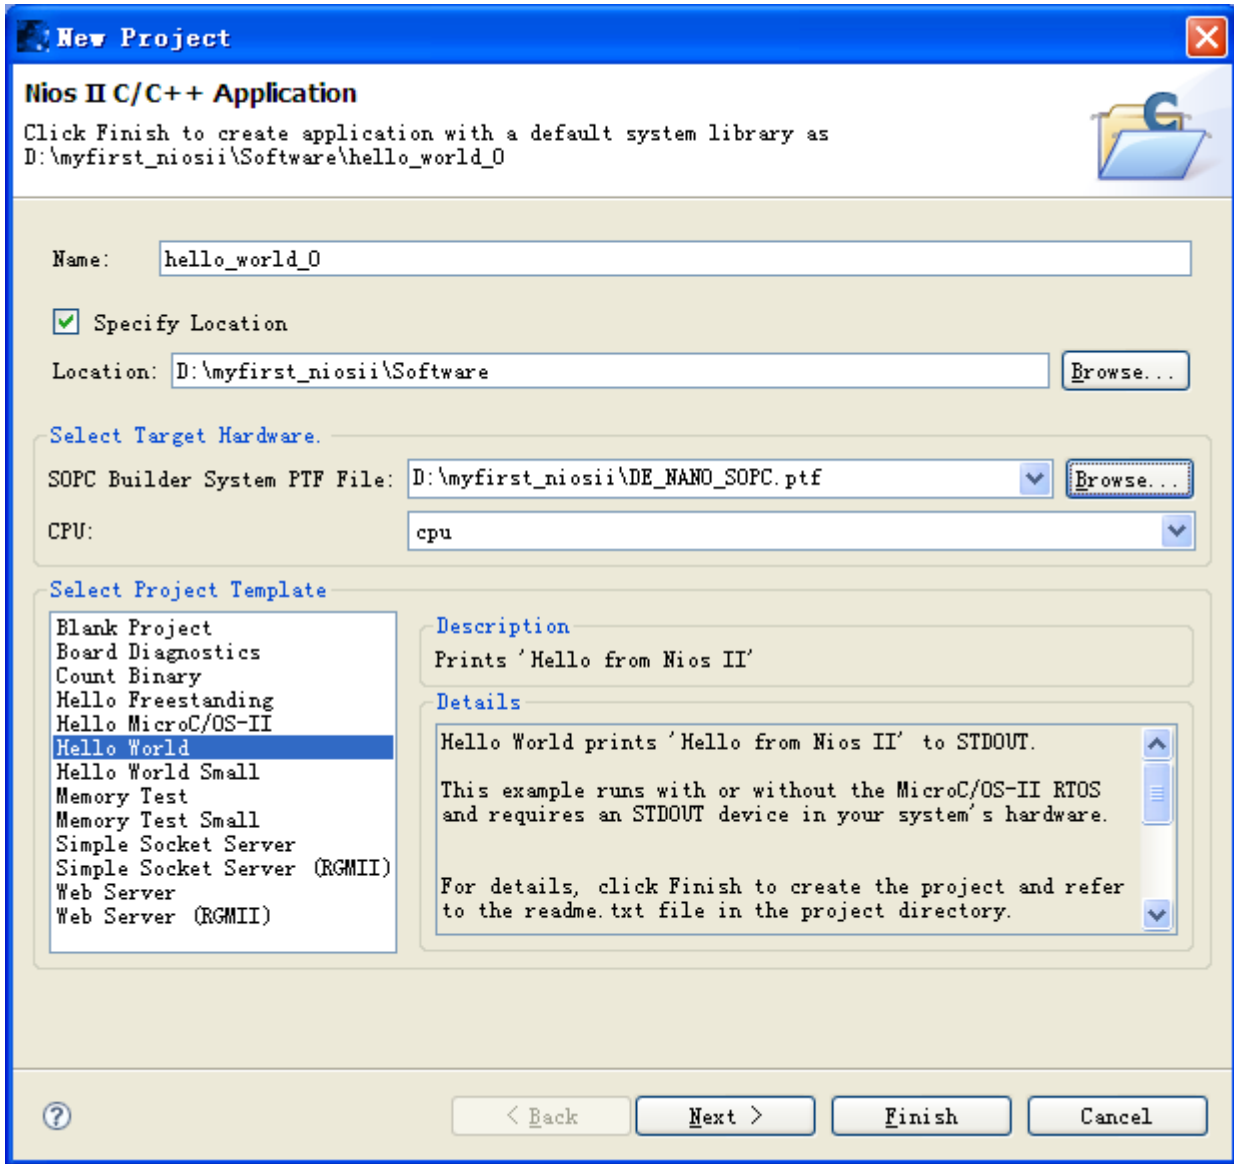 New Project
Nios II C/C++ Application
Click Finish to create application with a default system library as
D:\myfirst_niosii\Software\hello_world_0
Name: hello_world_0
Specify Location
Location: D:\myfirst_niosii\Software Browse...
Select Target Hardware.
SOPC Builder System PTF File: D:\myfirst_niosii\DE_NANO_SOPC.ptf Browse...
CPU: cpu
Select Project Template
Blank Project
Board Diagnostics
Count Binary
Hello Freestanding
Hello MicroC/OS-II
Hello World
Hello World Small
Memory Test
Memory Test Small
Simple Socket Server
Simple Socket Server (RGMII)
Web Server
Web Server (RGMII)
Description
Prints 'Hello from Nios II'
Details
Hello World prints 'Hello from Nios II' to STDOUT.
This example runs with or without the MicroC/OS-II RTOS
and requires an STDOUT device in your system's hardware.
For details, click Finish to create the project and refer
to the readme.txt file in the project directory.
< Back Next > Finish Cancel